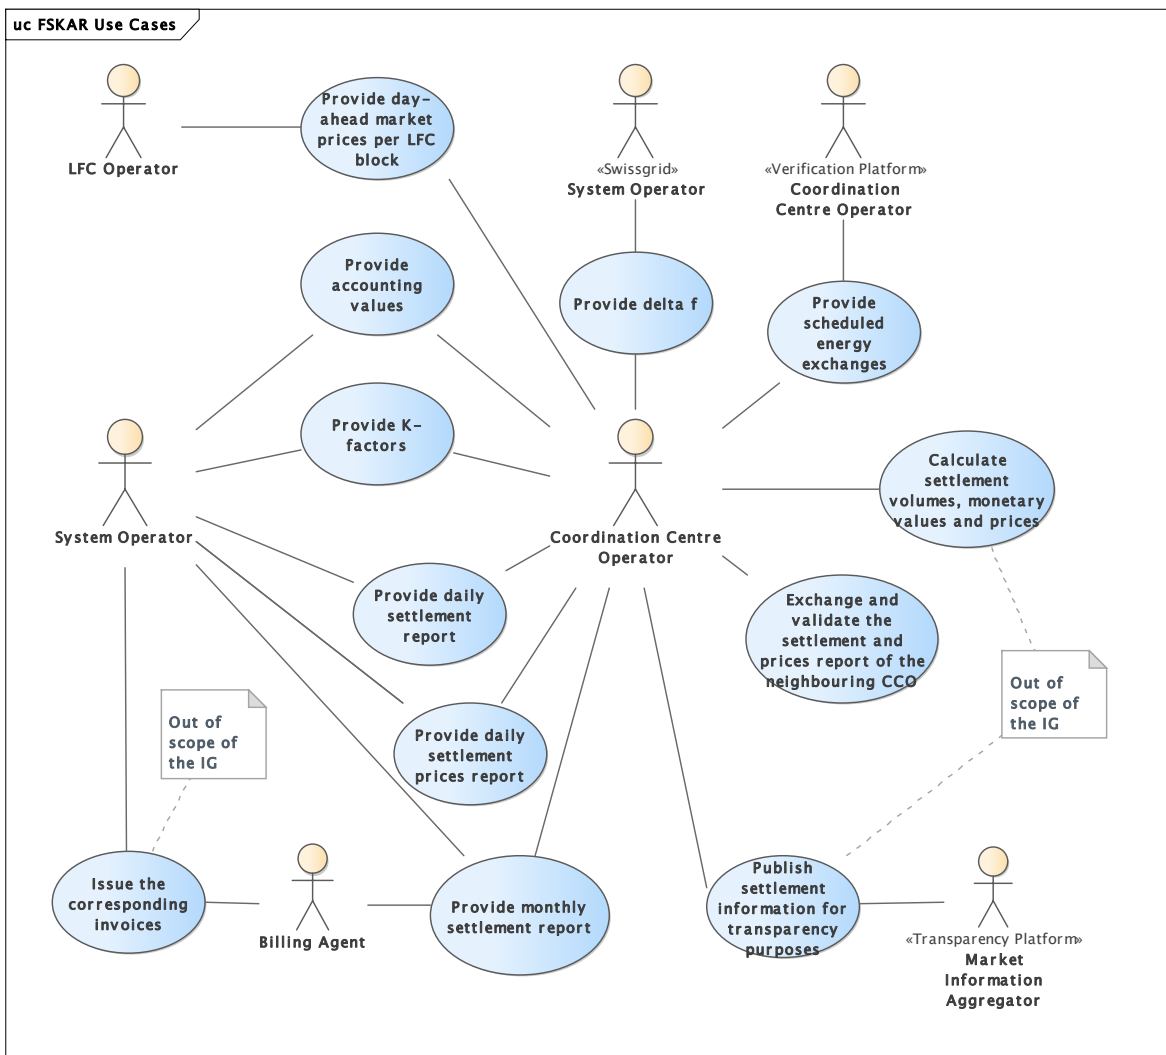 uc FSKAR Use Cases
LFC Operator
Provide day-
ahead market
prices per LFC
block
«Swissgrid»
System Operator
«Verification Platform»
Coordination
Centre Operator
Provide
accounting
values
Provide delta f
Provide
scheduled
energy
exchanges
Provide K-
factors
System Operator
Coordination Centre
Operator
Calculate
settlement
volumes, monetary
values and prices
Provide daily
settlement
report
Exchange and
validate the
settlement and
prices report of the
neighbouring CCO
Out of
scope of
the IG
Out of
scope of
the IG
Provide daily
settlement
prices report
Issue the
corresponding
invoices
Billing Agent
Provide monthly
settlement report
Publish
settlement
information for
transparency
purposes
«Transparency Platform»
Market
Information
Aggregator